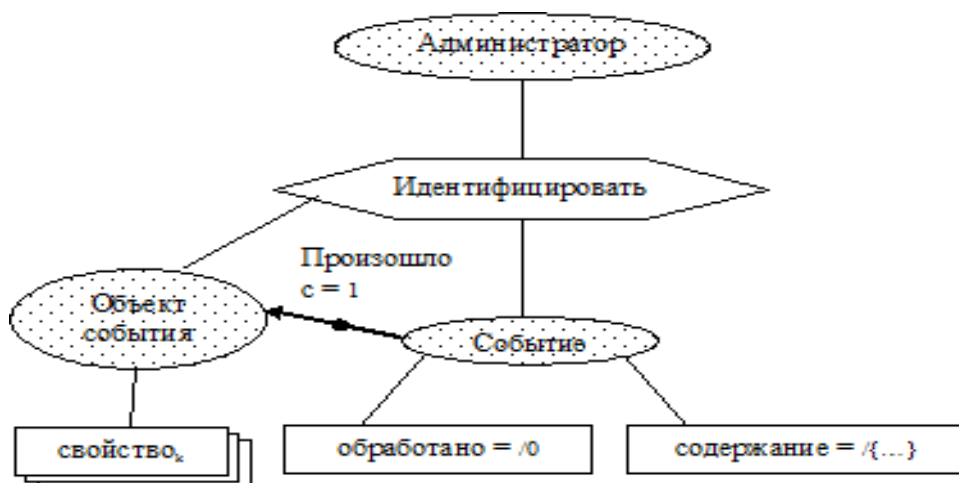 Администратор
Идентифицировать
Произошло
с = 1
Объект
события
Событие
свойствоₖ
обработано = /0
содержание = /{...}